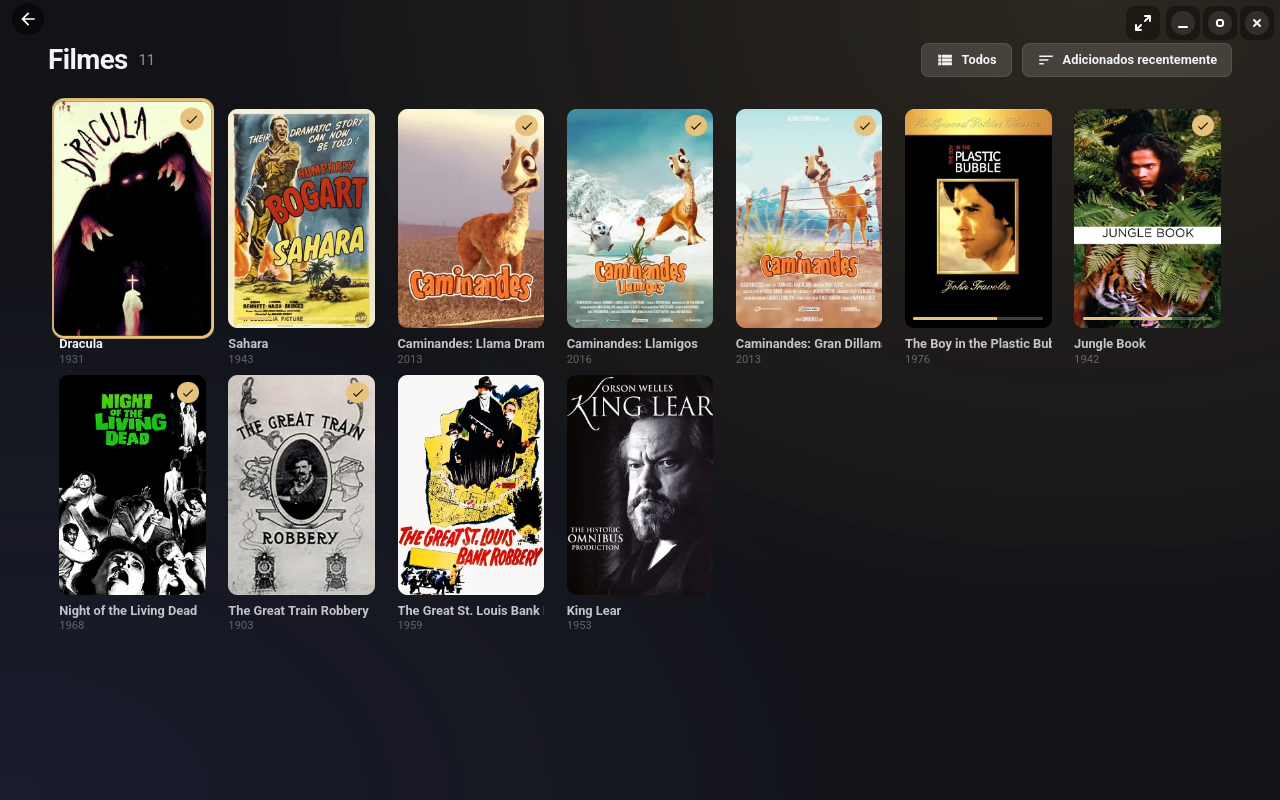 Filmes 11
Todos
Adicionados recentemente
DRACULA
THEIR DRAMATIC STORY
CAN NOW
BE TOLD!
HUMPHREY
BOGART
SAHARA
A COLUMBIA PICTURE
Caminandes
Caminandes
Llamigos
Caminandes
Hollywood Golden Classics
THE BOY IN THE
PLASTIC
BUBBLE
John Travolta
JUNGLE BOOK
Dracula
1931
Sahara
1943
Caminandes: Llama Dram
2013
Caminandes: Llamigos
2016
Caminandes: Gran Dillam
2013
The Boy in the Plastic Bub
1976
Jungle Book
1942
NIGHT
OF THE
LIVING
DEAD
THE GREAT TRAIN
ROBBERY
THE GREAT ST. LOUIS
BANK ROBBERY
ORSON WELLES
KING LEAR
THE HISTORIC
OMNIBUS
PRODUCTION
Night of the Living Dead
1968
The Great Train Robbery
1903
The Great St. Louis Bank
1959
King Lear
1953